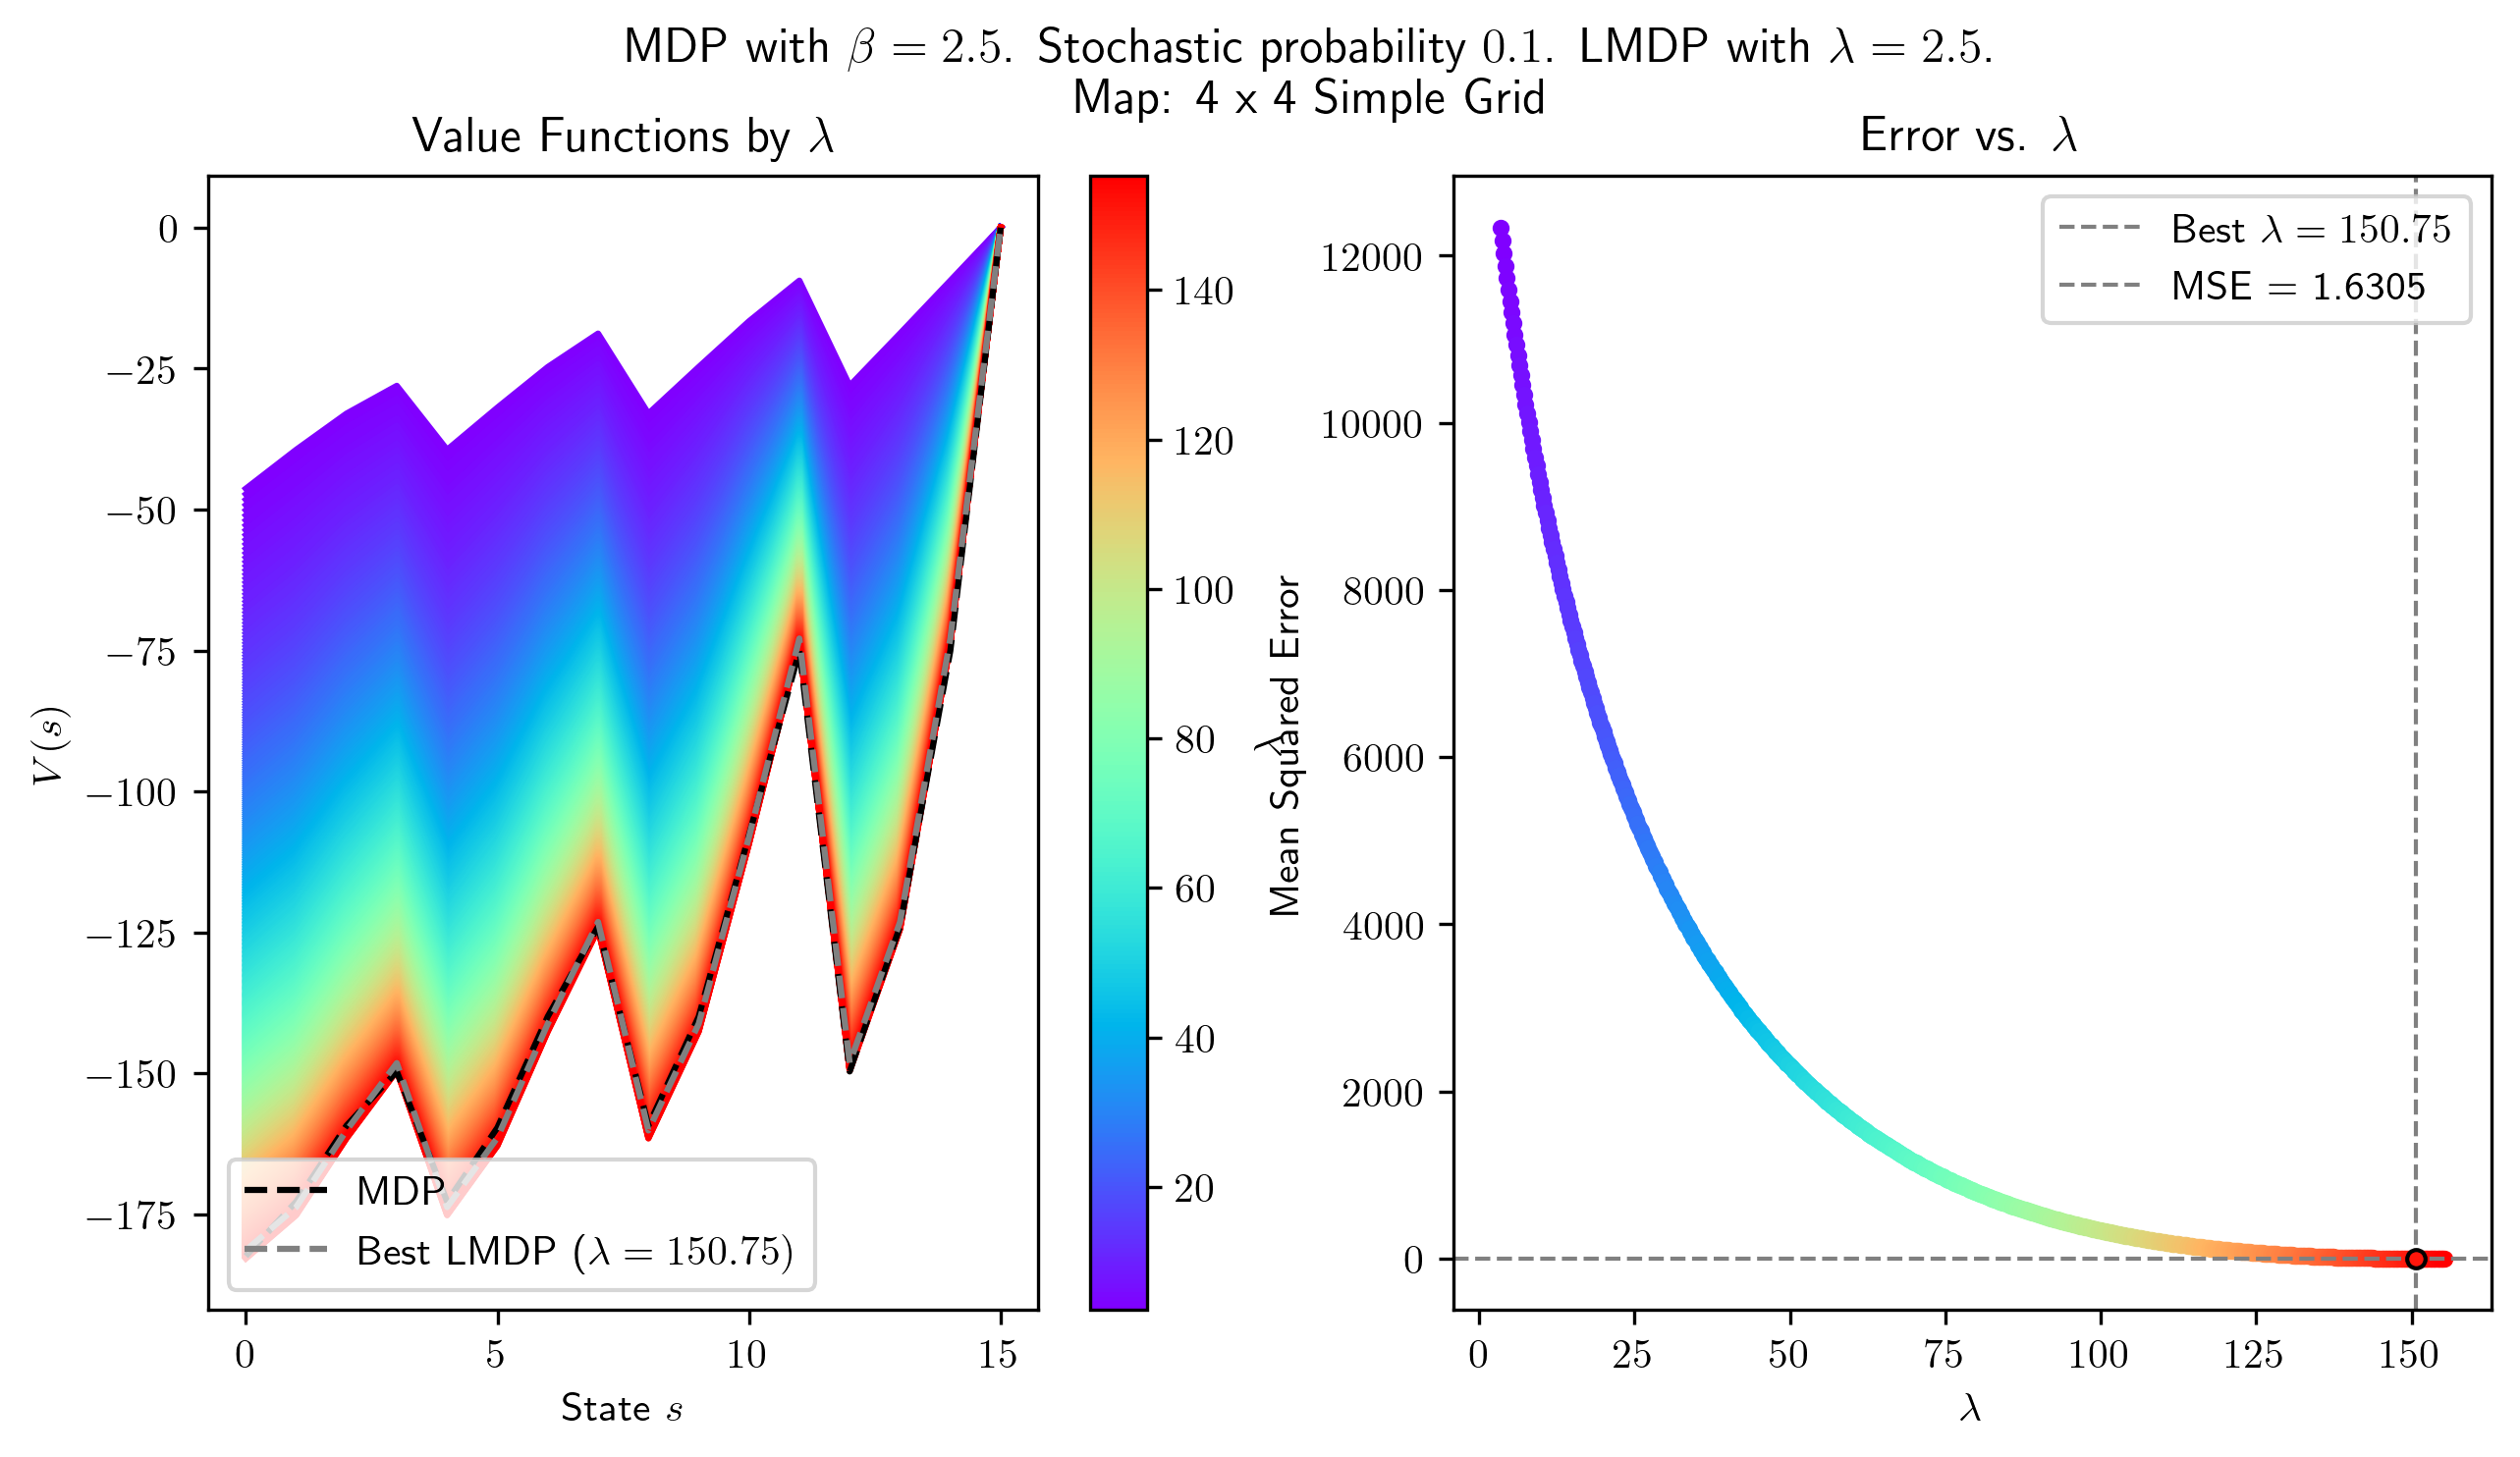 MDP with β = 2.5. Stochastic probability 0.1. LMDP with λ = 2.5.
Map: 4 x 4 Simple Grid
Value Functions by λ
0
−25
−50
−75
−100
−125
−150
−175
V(s)
MDP
Best LMDP (λ = 150.75)
0 5 10 15
State s
140
120
100
80
60
40
20
λ
Error vs. λ
Best λ = 150.75
MSE = 1.6305
12000
10000
8000
6000
4000
2000
0
Mean Squared Error
0 25 50 75 100 125 150
λ